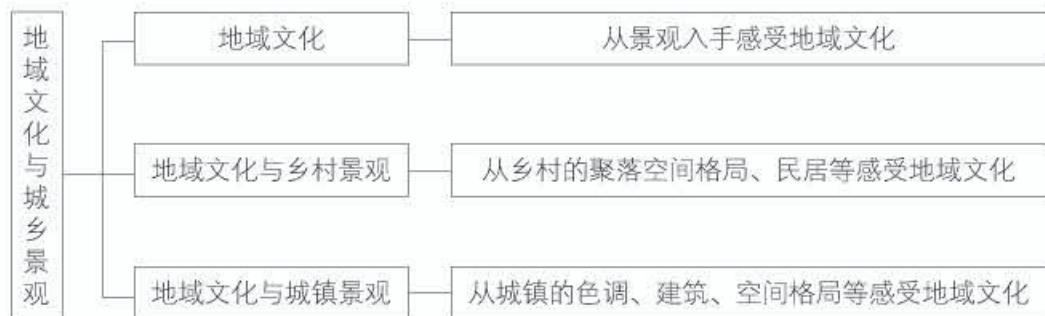 地域文化与城乡景观
地域文化
从景观入手感受地域文化
地域文化与乡村景观
从乡村的聚落空间格局、民居等感受地域文化
地域文化与城镇景观
从城镇的色调、建筑、空间格局等感受地域文化